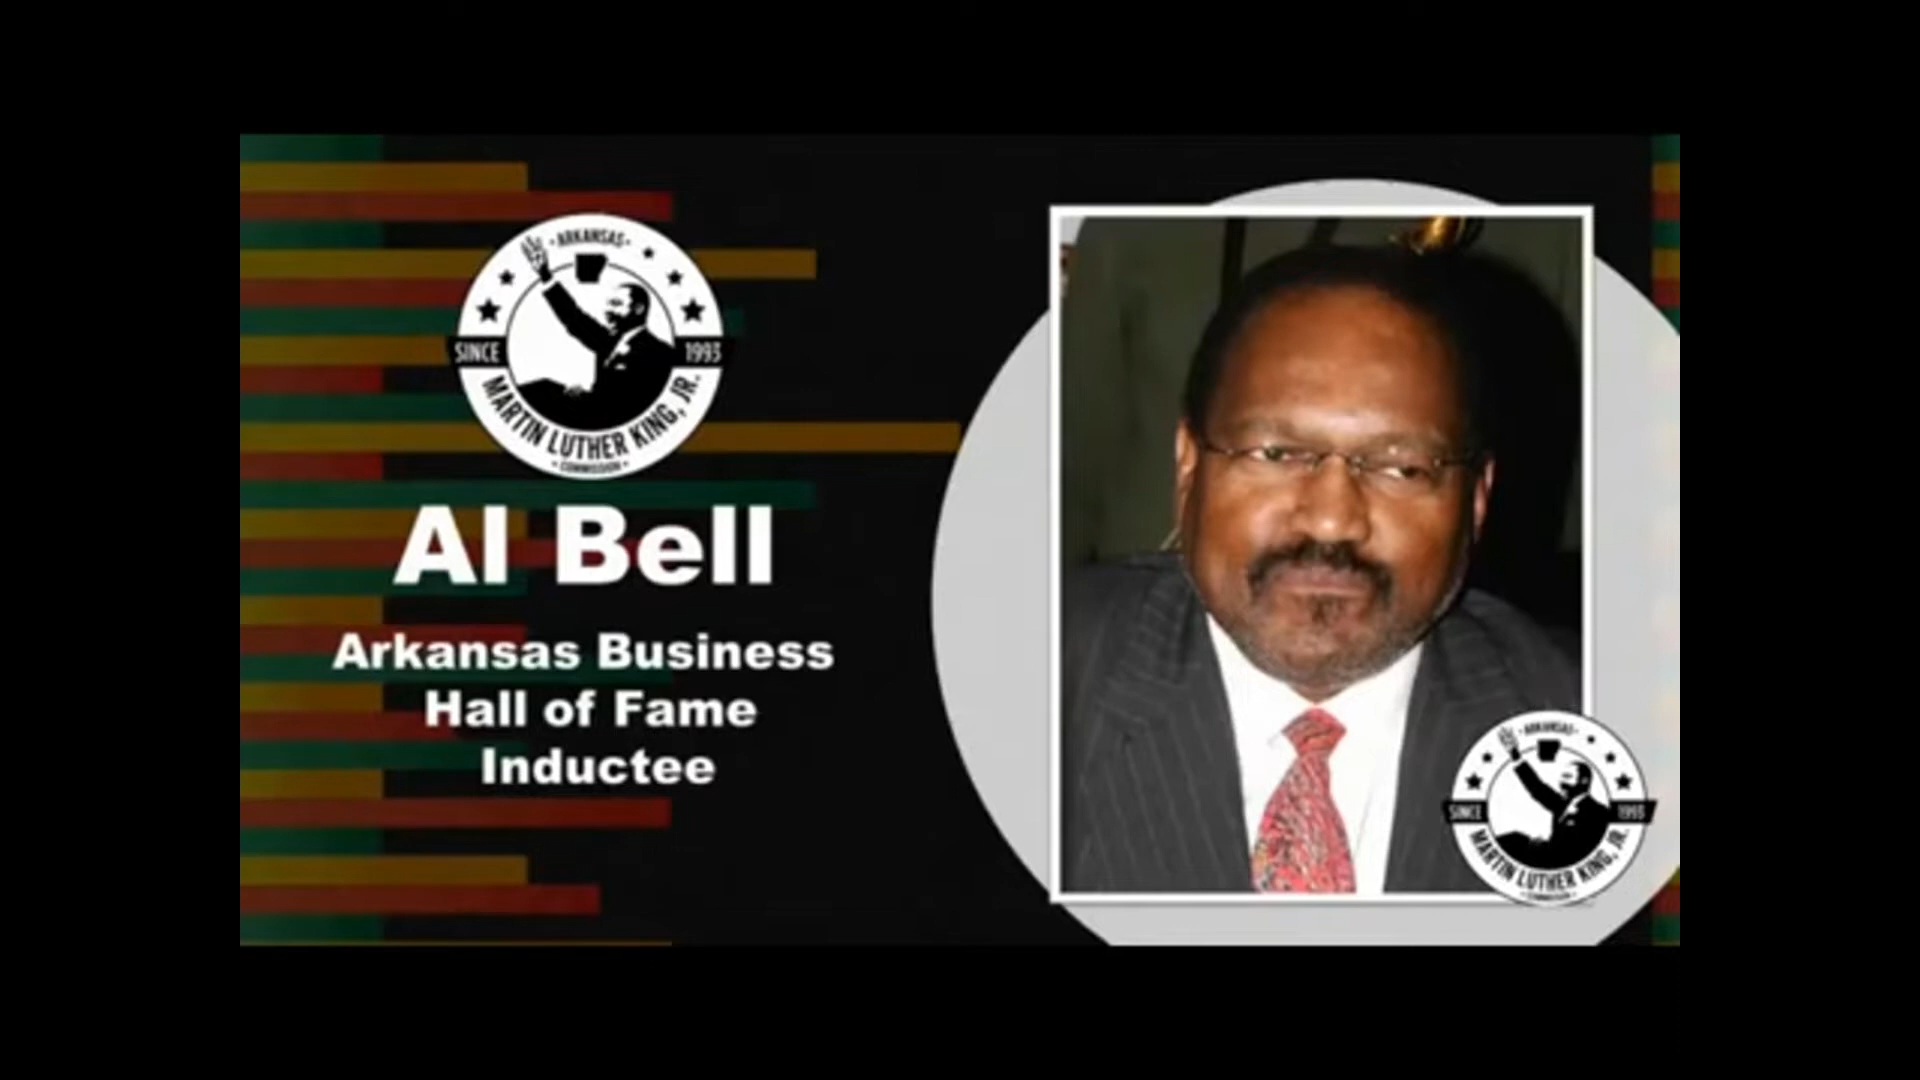 ARKANSAS
SINCE 1993
MARTIN LUTHER KING, JR.
COMMISSION
Al Bell
Arkansas Business
Hall of Fame
Inductee
ARKANSAS
SINCE 1993
MARTIN LUTHER KING, JR.
COMMISSION